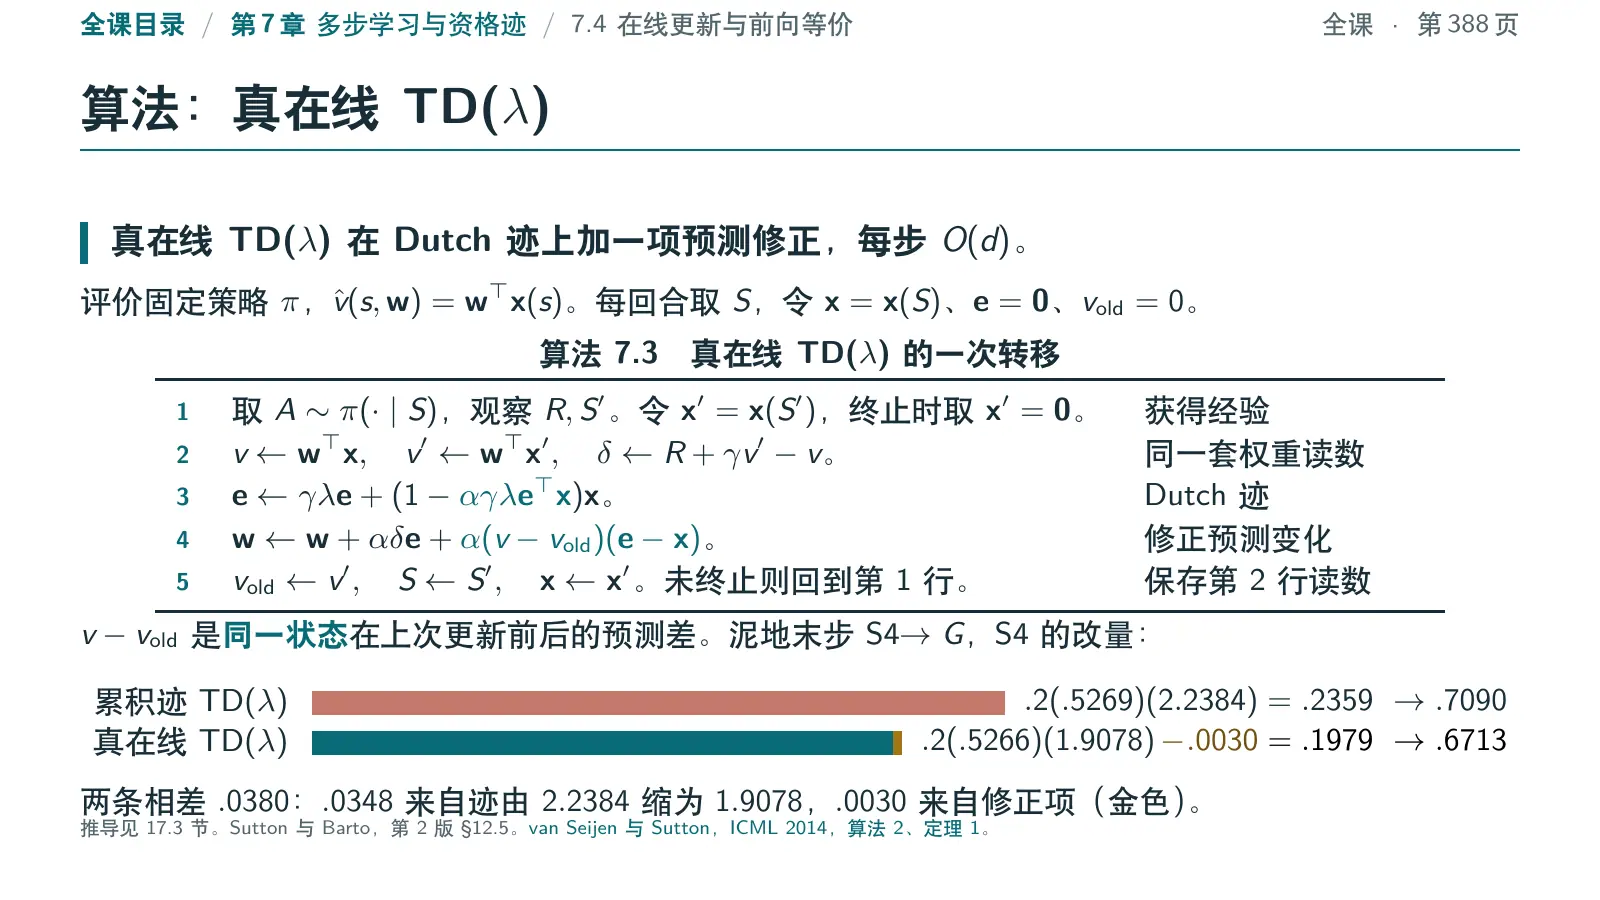 全课目录 / 第 7 章 多步学习与资格迹 / 7.4 在线更新与前向等价
全课 · 第 388 页
算法：真在线 TD(λ)
真在线 TD(λ) 在 Dutch 迹上加一项预测修正，每步 O(d)。
评价固定策略 π，v̂(s, w) = w⊤x(s)。每回合取 S，令 x = x(S)、e = 0、v_old = 0。
算法 7.3 真在线 TD(λ) 的一次转移
1 取 A ∼ π(· | S)，观察 R, S′。令 x′ = x(S′)，终止时取 x′ = 0。 获得经验
2 v ← w⊤x, v′ ← w⊤x′, δ ← R + γv′ − v。 同一套权重读数
3 e ← γλe + (1 − αγλe⊤x)x。 Dutch 迹
4 w ← w + αδe + α(v − v_old)(e − x)。 修正预测变化
5 v_old ← v′, S ← S′, x ← x′。未终止则回到第 1 行。 保存第 2 行读数
v − v_old 是同一状态在上次更新前后的预测差。泥地末步 S4→ G，S4 的改量：
累积迹 TD(λ) .2(.5269)(2.2384) = .2359 → .7090
真在线 TD(λ) .2(.5266)(1.9078) −.0030 = .1979 → .6713
两条相差 .0380：.0348 来自迹由 2.2384 缩为 1.9078，.0030 来自修正项（金色）。
推导见 17.3 节。Sutton 与 Barto，第 2 版 §12.5。van Seijen 与 Sutton，ICML 2014，算法 2、定理 1。